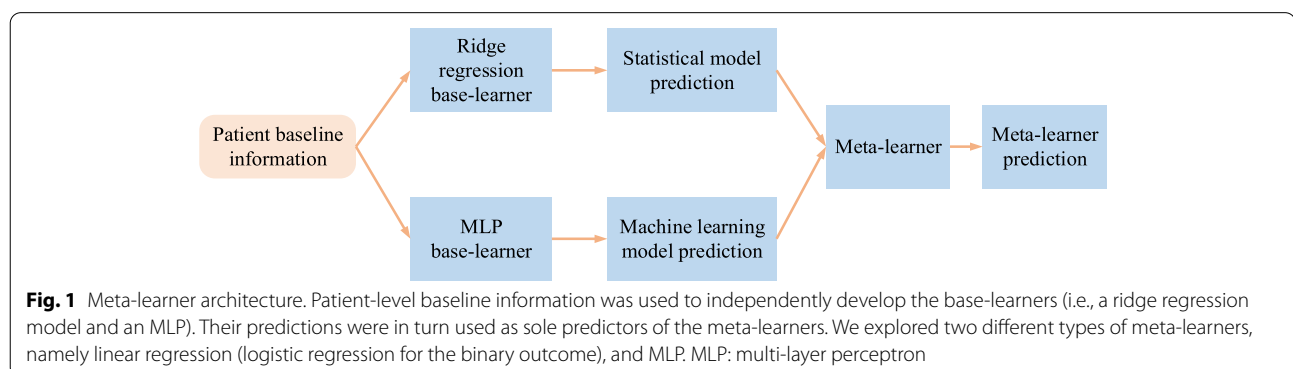 Ridge
regression
base-learner
Statistical model
prediction
Patient baseline
information
Meta-learner
Meta-learner
prediction
MLP
base-learner
Machine learning
model prediction
Fig. 1 Meta-learner architecture. Patient-level baseline information was used to independently develop the base-learners (i.e., a ridge regression
model and an MLP). Their predictions were in turn used as sole predictors of the meta-learners. We explored two different types of meta-learners,
namely linear regression (logistic regression for the binary outcome), and MLP. MLP: multi-layer perceptron